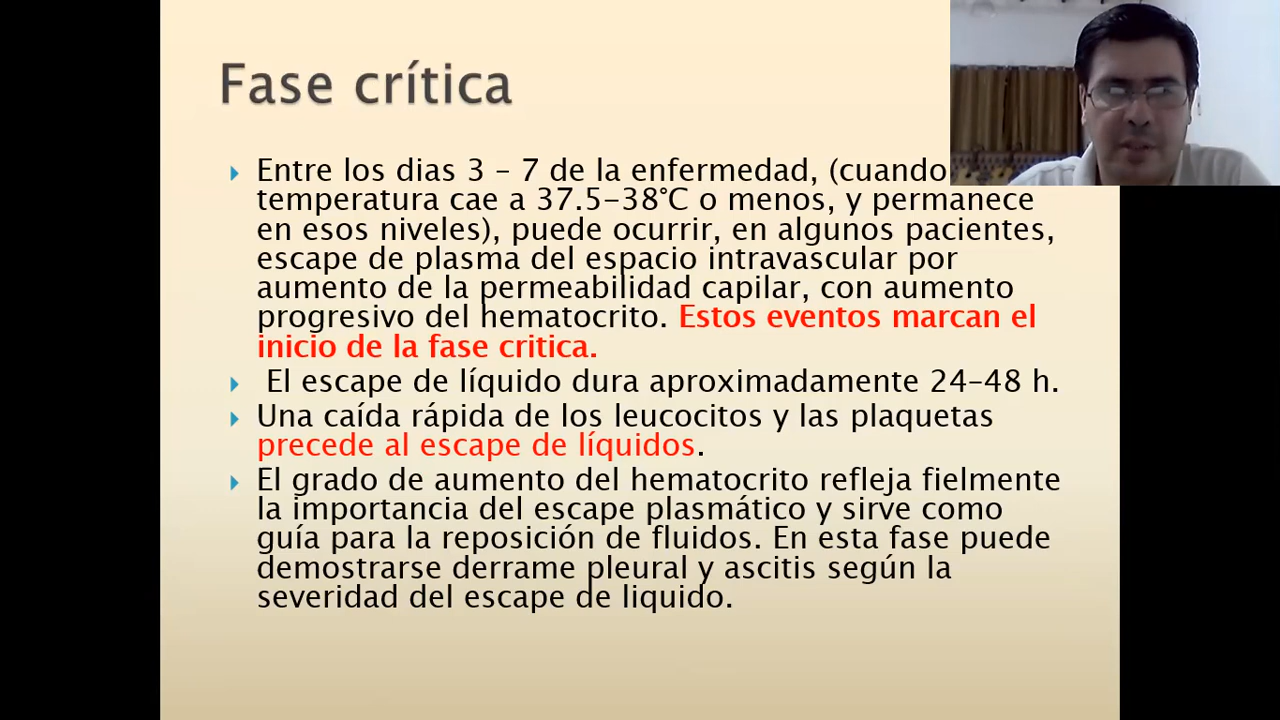 Fase crítica
Entre los dias 3 – 7 de la enfermedad, (cuando
temperatura cae a 37.5-38°C o menos, y permanece
en esos niveles), puede ocurrir, en algunos pacientes,
escape de plasma del espacio intravascular por
aumento de la permeabilidad capilar, con aumento
progresivo del hematocrito. Estos eventos marcan el
inicio de la fase critica.
El escape de líquido dura aproximadamente 24-48 h.
Una caída rápida de los leucocitos y las plaquetas
precede al escape de líquidos.
El grado de aumento del hematocrito refleja fielmente
la importancia del escape plasmático y sirve como
guía para la reposición de fluidos. En esta fase puede
demostrarse derrame pleural y ascitis según la
severidad del escape de liquido.